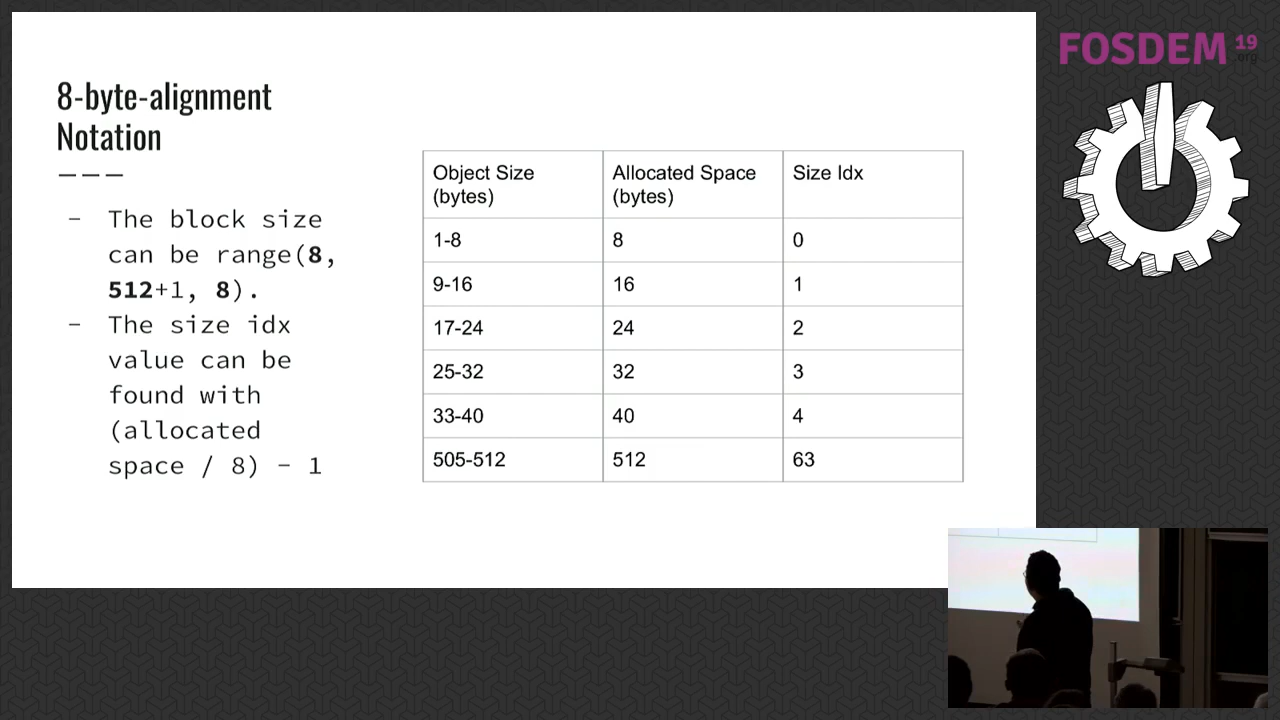 8-byte-alignment
Notation
- The block size
can be range(8,
512+1, 8).
- The size idx
value can be
found with
(allocated
space / 8) - 1
Object Size (bytes) Allocated Space (bytes) Size Idx
1-8 8 0
9-16 16 1
17-24 24 2
25-32 32 3
33-40 40 4
505-512 512 63
FOSDEM 19
.org